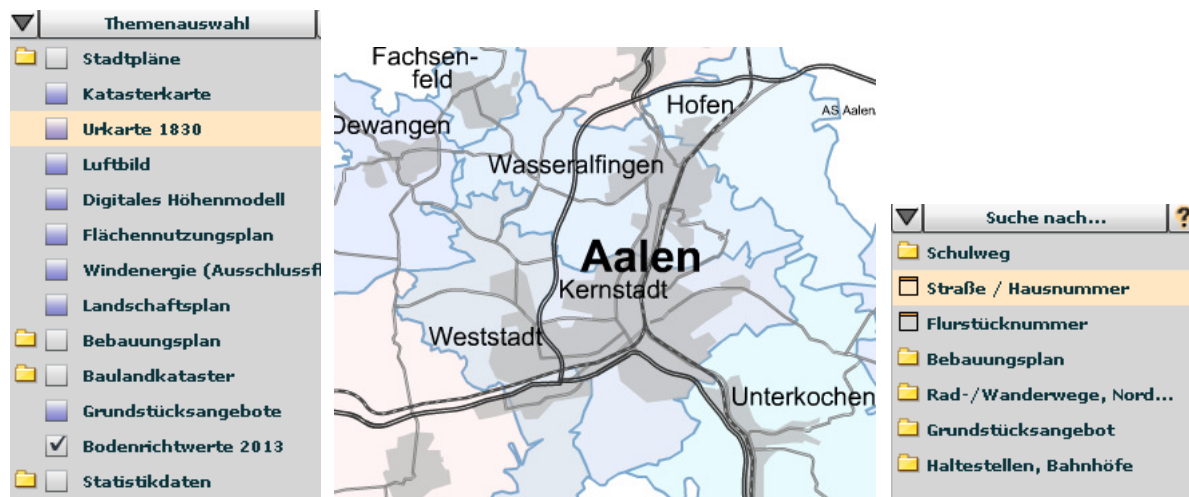 Themenauswahl
Stadtpläne
Katasterkarte
Urkarte 1830
Luftbild
Digitales Höhenmodell
Flächennutzungsplan
Windenergie (Ausschlussfl
Landschaftsplan
Bebauungsplan
Baulandkataster
Grundstücksangebote
Bodenrichtwerte 2013
Statistikdaten
Fachsen-
feld
Hofen
AS Aalen
Dewangen
Wasseralfingen
Aalen
Kernstadt
Weststadt
Unterkochen
Suche nach...
?
Schulweg
Straße / Hausnummer
Flurstücknummer
Bebauungsplan
Rad-/Wanderwege, Nord...
Grundstücksangebot
Haltestellen, Bahnhöfe